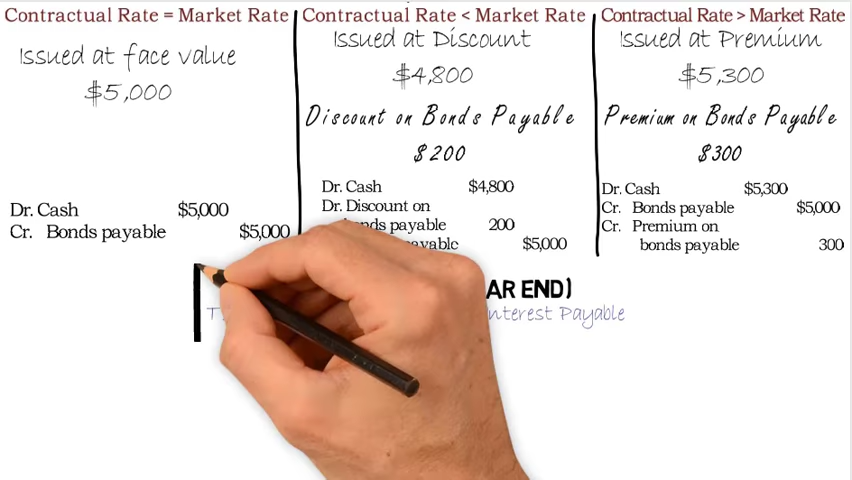 Contractual Rate = Market Rate
Issued at face value
$5,000
Dr. Cash $5,000
Cr. Bonds payable $5,000
Contractual Rate < Market Rate
Issued at Discount
$4,800
Discount on Bonds Payable
$200
Dr. Cash $4,800
Dr. Discount on
bonds payable 200
payable $5,000
Contractual Rate > Market Rate
Issued at Premium
$5,300
Premium on Bonds Payable
$300
Dr. Cash $5,300
Cr. Bonds payable $5,000
Cr. Premium on
bonds payable 300
END)
Payable